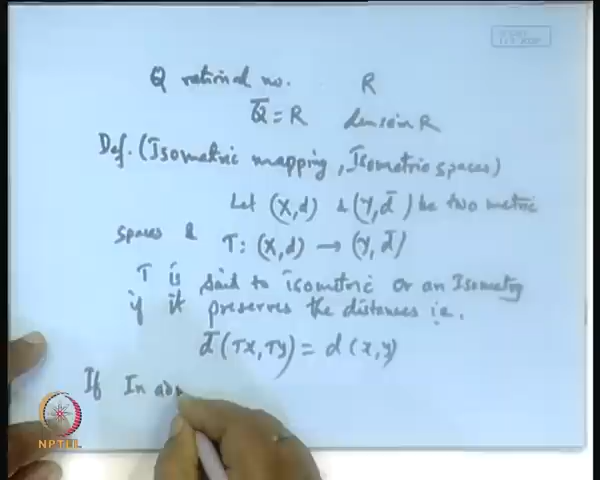 Q rational no. R
Q̅ = R dense in R
Def. (Isometric mapping, Isometric spaces)
Let (X,d) & (Y,d̅) be two metric
spaces & T: (X,d) → (Y,d̅)
T is said to isometric or an Isometry
if it preserves the distances i.e.
d̅(Tx,Ty) = d(x,y)
If In ad
NPTEL